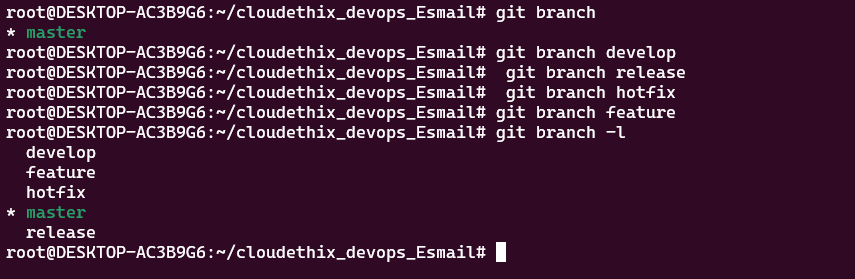 root@DESKTOP-AC3B9G6:~/cloudethix_devops_Esmail# git branch
* master
root@DESKTOP-AC3B9G6:~/cloudethix_devops_Esmail# git branch develop
root@DESKTOP-AC3B9G6:~/cloudethix_devops_Esmail#  git branch release
root@DESKTOP-AC3B9G6:~/cloudethix_devops_Esmail#  git branch hotfix
root@DESKTOP-AC3B9G6:~/cloudethix_devops_Esmail# git branch feature
root@DESKTOP-AC3B9G6:~/cloudethix_devops_Esmail# git branch -l
  develop
  feature
  hotfix
* master
  release
root@DESKTOP-AC3B9G6:~/cloudethix_devops_Esmail#